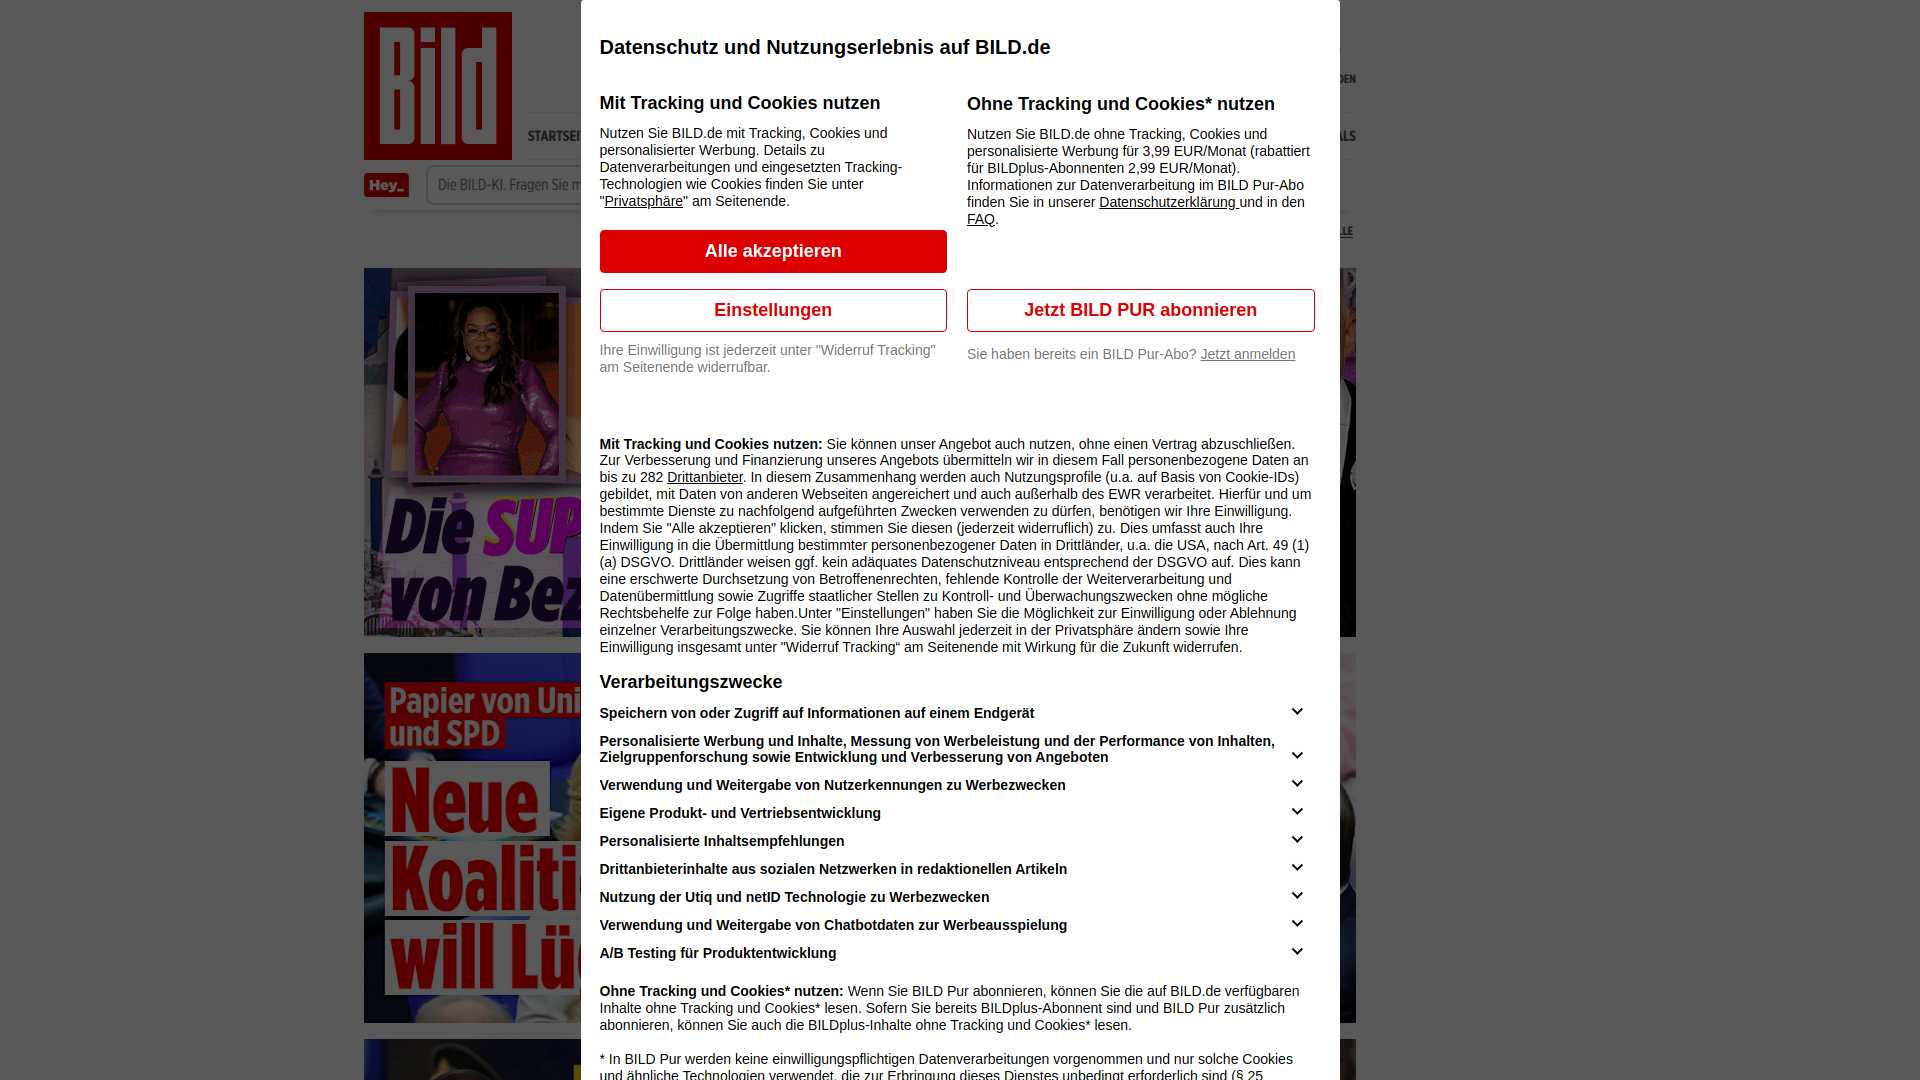 Bild
STARTSEI
Hey_
Die BILD-KI. Fragen Sie m
Die SUP
von Bez
Papier von Uni
und SPD
Neue
Koaliti
will Lü
Datenschutz und Nutzungserlebnis auf BILD.de
Mit Tracking und Cookies nutzen
Nutzen Sie BILD.de mit Tracking, Cookies und
personalisierter Werbung. Details zu
Datenverarbeitungen und eingesetzten Tracking-
Technologien wie Cookies finden Sie unter
"Privatsphäre" am Seitenende.
Alle akzeptieren
Einstellungen
Ihre Einwilligung ist jederzeit unter "Widerruf Tracking"
am Seitenende widerrufbar.
Ohne Tracking und Cookies* nutzen
Nutzen Sie BILD.de ohne Tracking, Cookies und
personalisierte Werbung für 3,99 EUR/Monat (rabattiert
für BILDplus-Abonnenten 2,99 EUR/Monat).
Informationen zur Datenverarbeitung im BILD Pur-Abo
finden Sie in unserer Datenschutzerklärung und in den
FAQ.
Jetzt BILD PUR abonnieren
Sie haben bereits ein BILD Pur-Abo? Jetzt anmelden
Mit Tracking und Cookies nutzen: Sie können unser Angebot auch nutzen, ohne einen Vertrag abzuschließen.
Zur Verbesserung und Finanzierung unseres Angebots übermitteln wir in diesem Fall personenbezogene Daten an
bis zu 282 Drittanbieter. In diesem Zusammenhang werden auch Nutzungsprofile (u.a. auf Basis von Cookie-IDs)
gebildet, mit Daten von anderen Webseiten angereichert und auch außerhalb des EWR verarbeitet. Hierfür und um
bestimmte Dienste zu nachfolgend aufgeführten Zwecken verwenden zu dürfen, benötigen wir Ihre Einwilligung.
Indem Sie "Alle akzeptieren" klicken, stimmen Sie diesen (jederzeit widerruflich) zu. Dies umfasst auch Ihre
Einwilligung in die Übermittlung bestimmter personenbezogener Daten in Drittländer, u.a. die USA, nach Art. 49 (1)
(a) DSGVO. Drittländer weisen ggf. kein adäquates Datenschutzniveau entsprechend der DSGVO auf. Dies kann
eine erschwerte Durchsetzung von Betroffenenrechten, fehlende Kontrolle der Weiterverarbeitung und
Datenübermittlung sowie Zugriffe staatlicher Stellen zu Kontroll- und Überwachungszwecken ohne mögliche
Rechtsbehelfe zur Folge haben.Unter "Einstellungen" haben Sie die Möglichkeit zur Einwilligung oder Ablehnung
einzelner Verarbeitungszwecke. Sie können Ihre Auswahl jederzeit in der Privatsphäre ändern sowie Ihre
Einwilligung insgesamt unter "Widerruf Tracking“ am Seitenende mit Wirkung für die Zukunft widerrufen.
Verarbeitungszwecke
Speichern von oder Zugriff auf Informationen auf einem Endgerät
Personalisierte Werbung und Inhalte, Messung von Werbeleistung und der Performance von Inhalten,
Zielgruppenforschung sowie Entwicklung und Verbesserung von Angeboten
Verwendung und Weitergabe von Nutzerkennungen zu Werbezwecken
Eigene Produkt- und Vertriebsentwicklung
Personalisierte Inhaltsempfehlungen
Drittanbieterinhalte aus sozialen Netzwerken in redaktionellen Artikeln
Nutzung der Utiq und netID Technologie zu Werbezwecken
Verwendung und Weitergabe von Chatbotdaten zur Werbeausspielung
A/B Testing für Produktentwicklung
Ohne Tracking und Cookies* nutzen: Wenn Sie BILD Pur abonnieren, können Sie die auf BILD.de verfügbaren
Inhalte ohne Tracking und Cookies* lesen. Sofern Sie bereits BILDplus-Abonnent sind und BILD Pur zusätzlich
abonnieren, können Sie auch die BILDplus-Inhalte ohne Tracking und Cookies* lesen.
* In BILD Pur werden keine einwilligungspflichtigen Datenverarbeitungen vorgenommen und nur solche Cookies
und ähnliche Technologien verwendet, die zur Erbringung dieses Dienstes unbedingt erforderlich sind (§ 25
DEN
ALS
LLE